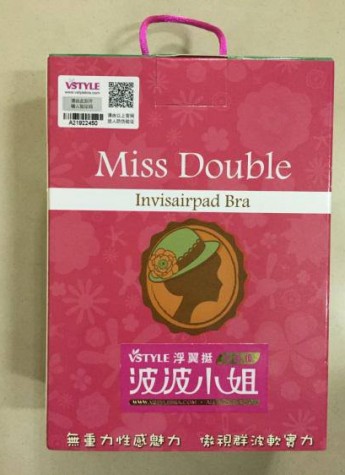 VSTYLE
A21922450
Miss Double
Invisairpad Bra
VSTYLE 浮翼挺
波波小姐
無重力性感魅力 傲視群波軟實力